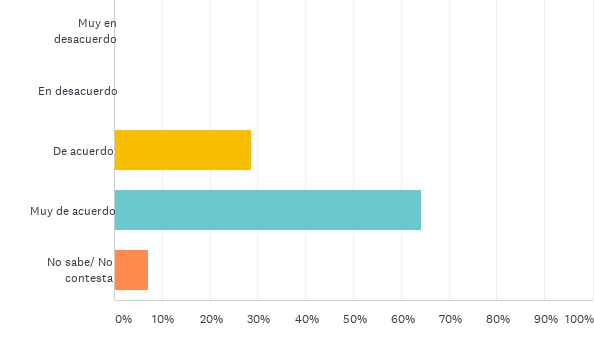 Muy en
desacuerdo
En desacuerdo
De acuerdo
Muy de acuerdo
No sabe/ No
contesta
0% 10% 20% 30% 40% 50% 60% 70% 80% 90% 100%